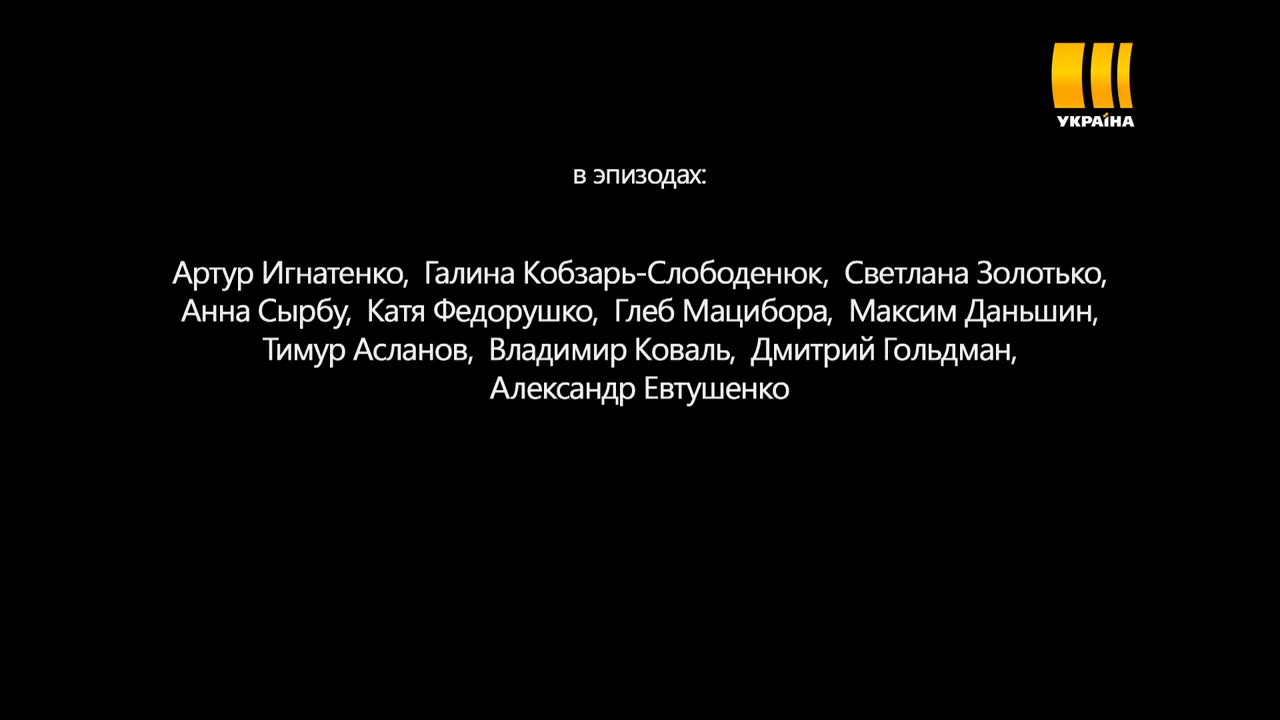 УКРАЇНА
в эпизодах:
Артур Игнатенко, Галина Кобзарь-Слободенюк, Светлана Золотько,
Анна Сырбу, Катя Федорушко, Глеб Мацибора, Максим Даньшин,
Тимур Асланов, Владимир Коваль, Дмитрий Гольдман,
Александр Евтушенко